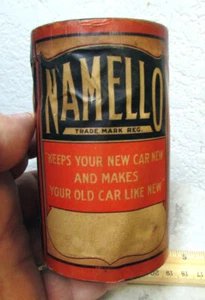 NAMELLO
TRADE MARK REG.
"KEEPS YOUR NEW CAR NEW
AND MAKES
YOUR OLD CAR LIKE NEW"